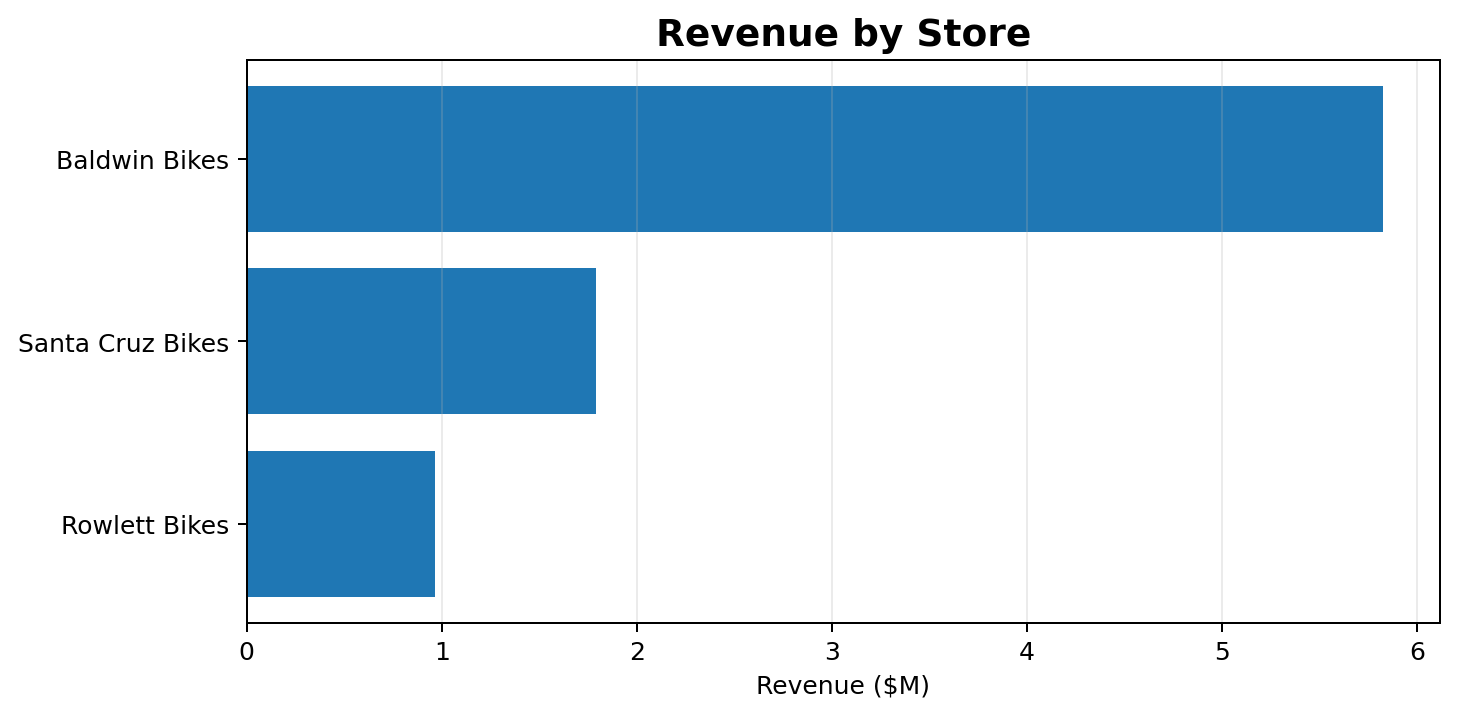 Revenue by Store
Baldwin Bikes
Santa Cruz Bikes
Rowlett Bikes
0 1 2 3 4 5 6
Revenue ($M)